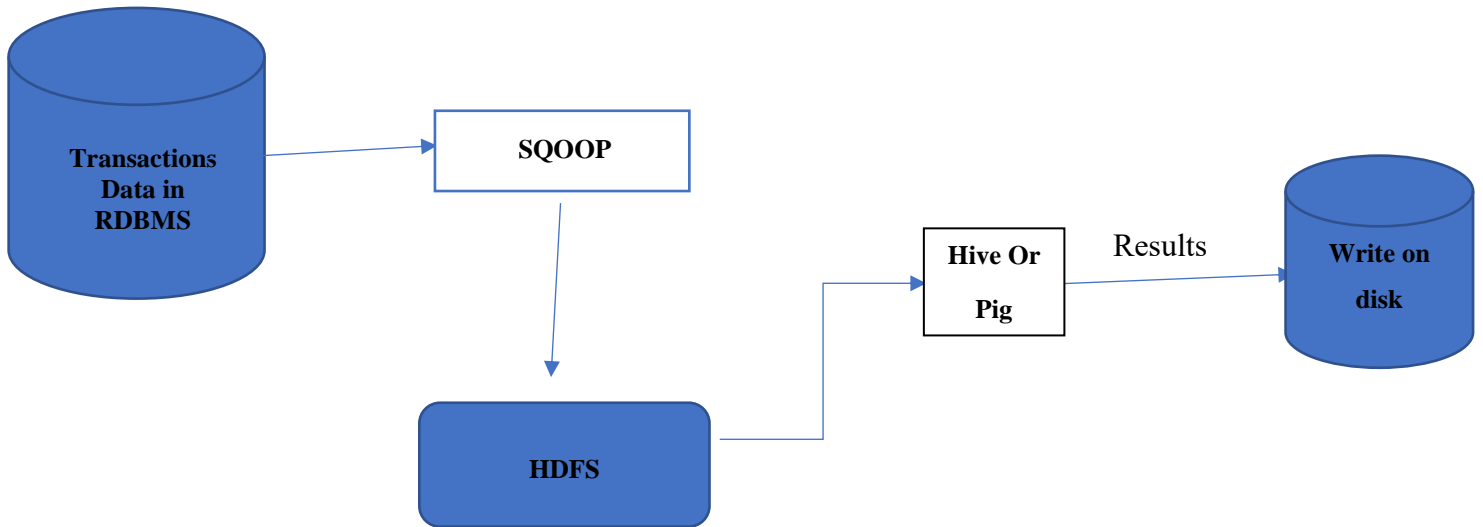 Transactions
Data in
RDBMS
SQOOP
HDFS
Hive Or
Pig
Results
Write on
disk